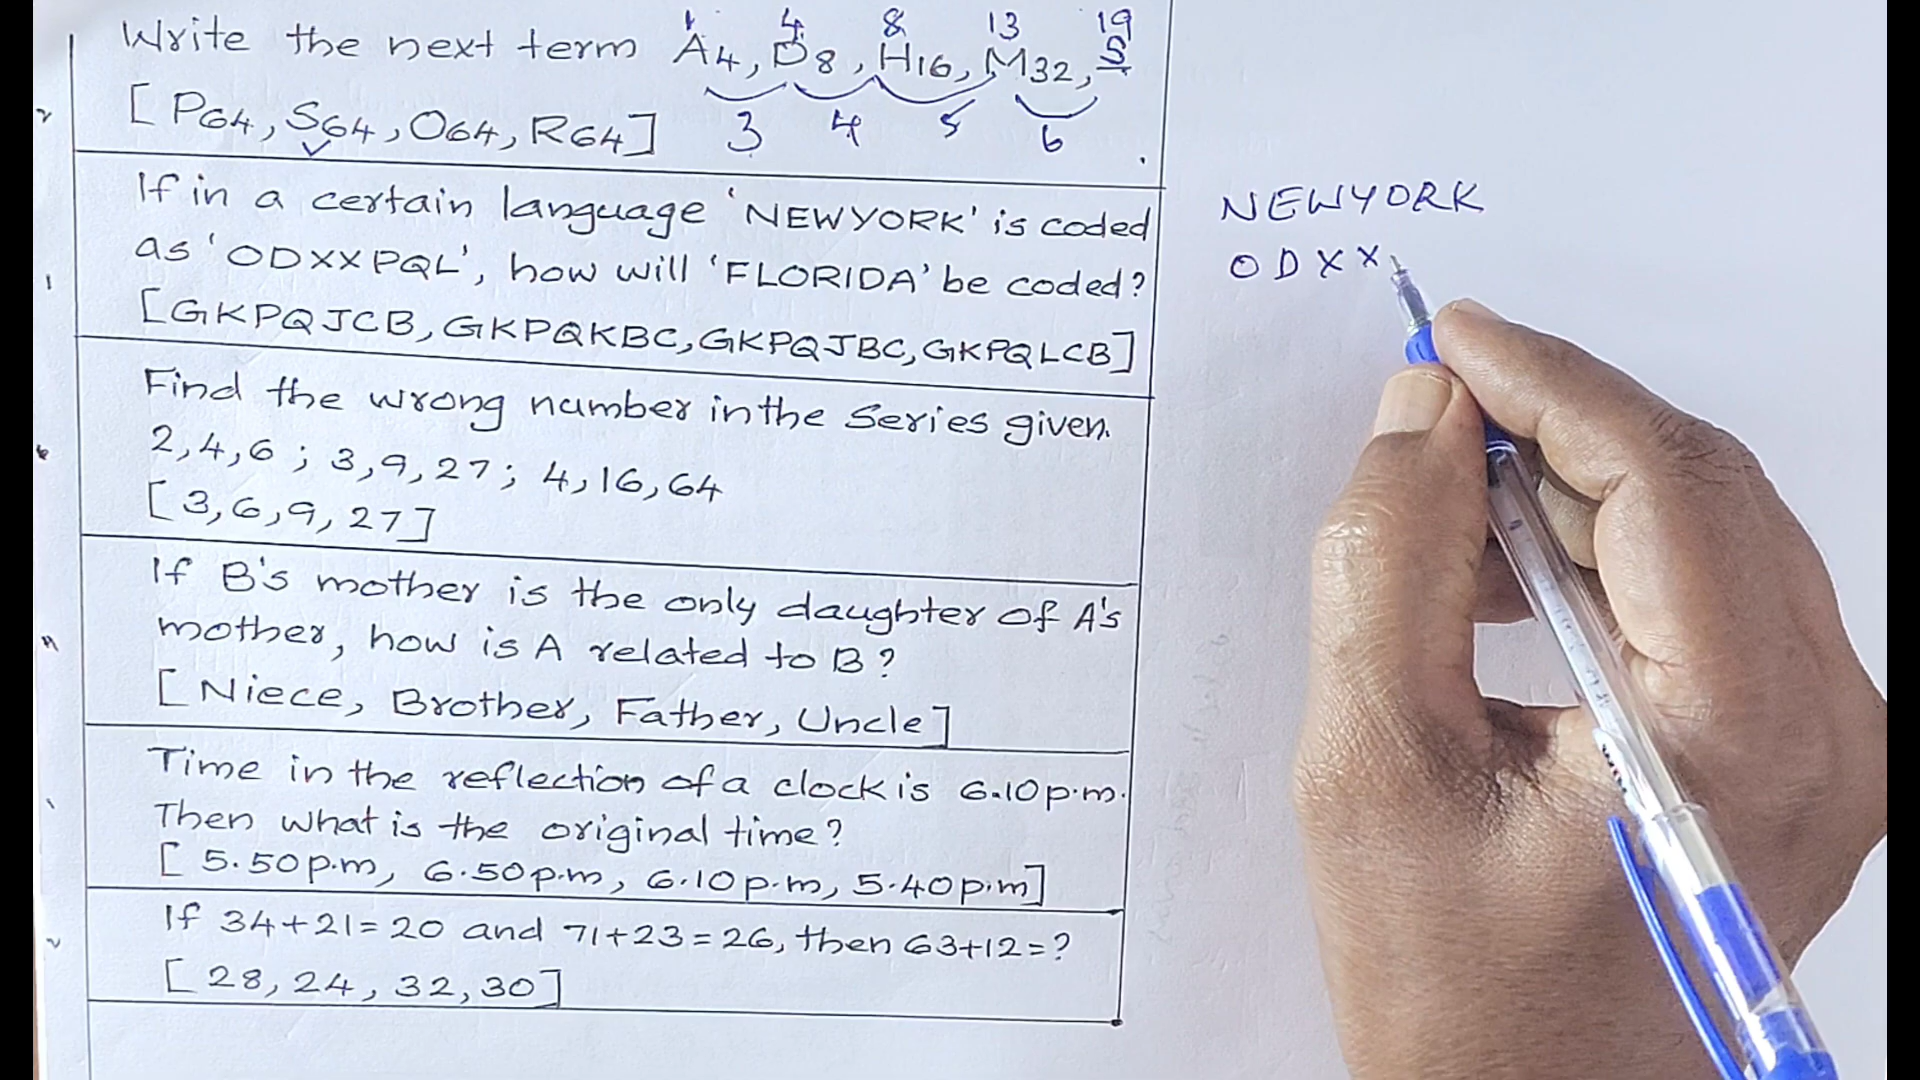 Write the next term A4, D8, H16, M32, S
1 4 8 13 19
[P64, S64, O64, R64]
3 4 5 6
If in a certain language 'NEWYORK' is coded
as 'ODXXPQL', how will 'FLORIDA' be coded?
[GKPQJCB, GKPQKBC, GKPQJBC, GKPQLCB]
NEWYORK
ODXX
Find the wrong number in the Series given.
2,4,6 ; 3,9,27; 4,16,64
[3,6,9,27]
If B's mother is the only daughter of A's
mother, how is A related to B?
[Niece, Brother, Father, Uncle]
Time in the reflection of a clock is 6.10p.m.
Then what is the original time?
[5.50p.m, 6.50p.m, 6.10p.m, 5.40p.m]
If 34+21=20 and 71+23=26, then 63+12=?
[28, 24, 32, 30]